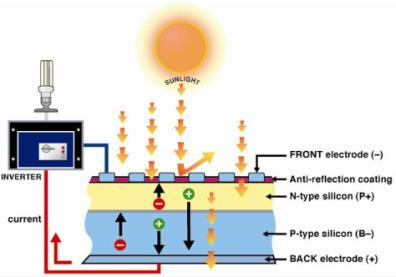 SUNLIGHT
FRONT electrode (–)
Anti-reflection coating
INVERTER
N-type silicon (P+)
current
P-type silicon (B–)
BACK electrode (+)
+
–
–
+